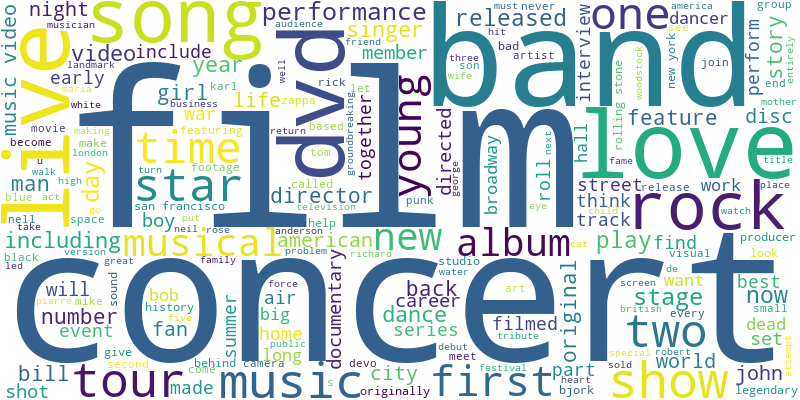 night song performance released one dancer must never america group
musician audience friend hit bad artist see
live video include singer member interview new york join story
landmark well three son wife woodstock end entirely
music video early year dvd band perform
maria karl rick let zappa rolling stone mother
girl life young
white business groundbreaking
movie making featuring return based together directed feature disc
become war film hall love
u make time tom george broadway roll next fame title
london footage
walk turn called punk street release work place
man day high star director eye think rock
blue act san francisco television child watch
take go boy put help track
nell space neil rose anderson cat producer
including musical american new album play find visual
black version great family problem richard studio de look
led concert water
will sound bob force air back art screen want best now
pierre mike history documentary career british every small
number five fan summer big dance filmed original stage dead
event home public series tribute two set
give second long debut part special robert world
bill come behind camera devo city meet festival heart sold john attempt
shot tour made music s originally first bjork show legendary